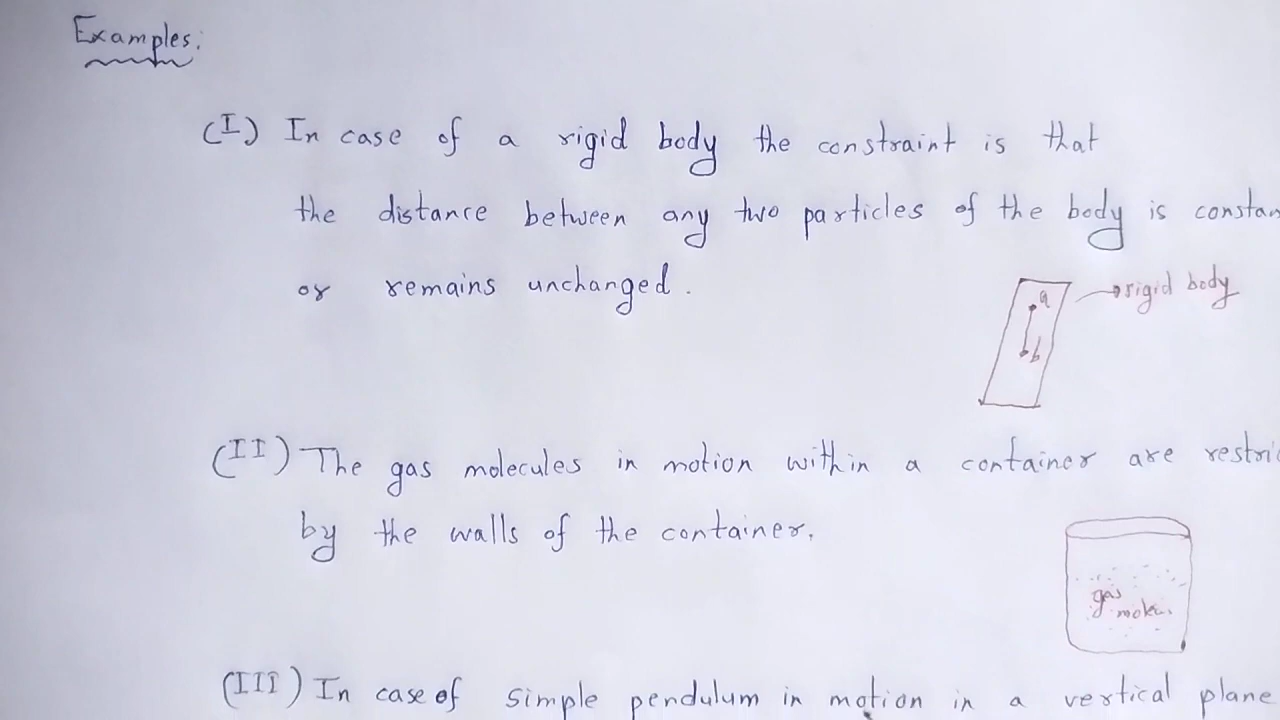 Examples:
(I) In case of a rigid body the constraint is that
the distance between any two particles of the body is constan
or remains unchanged.
a
rigid body
b
(II) The gas molecules in motion within a container are restric
by the walls of the container.
gas
(III) In case of simple pendulum in motion in a vertical plane